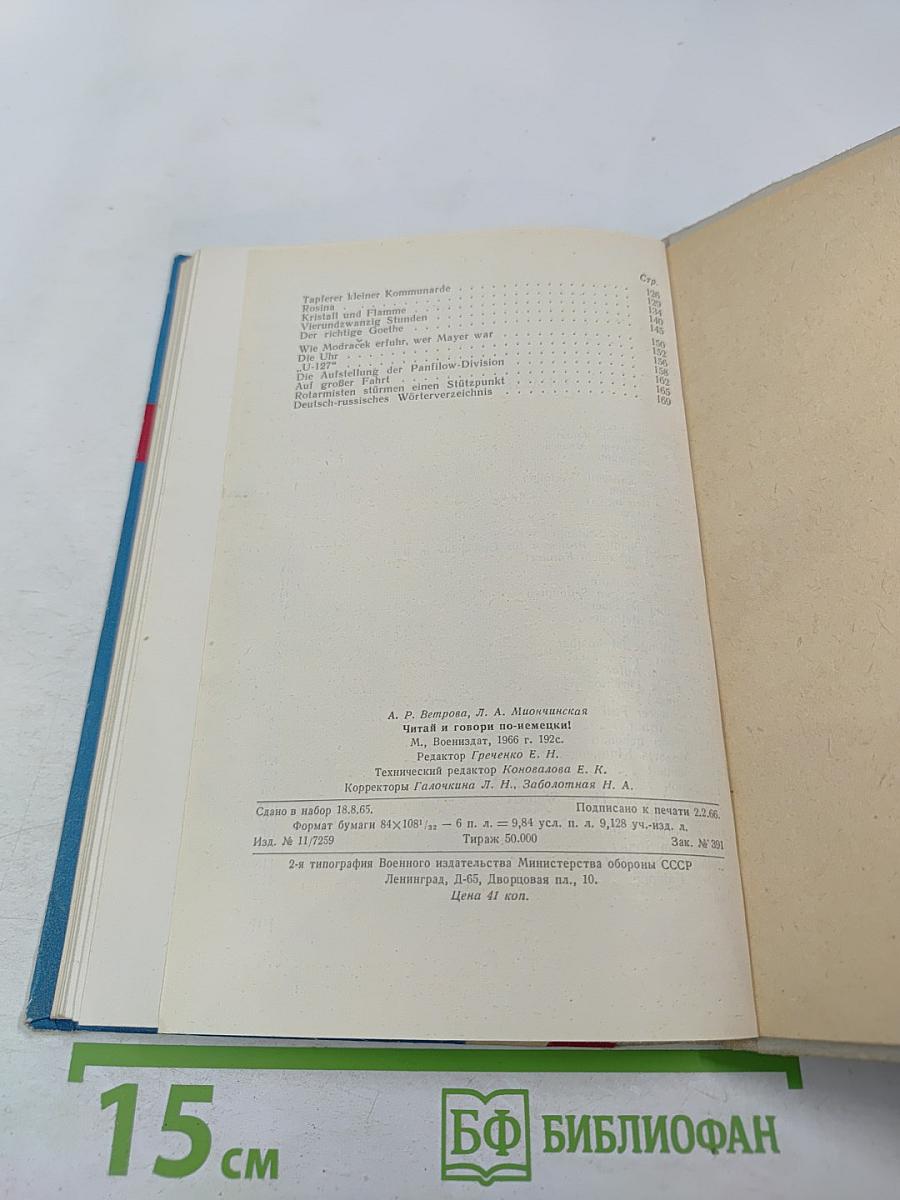 Стр.
Tapferer kleiner Kommunarde . . . 126
Rosina . . . 129
Kristall und Flamme . . . 134
Vierundzwanzig Stunden . . . 140
Der richtige Goethe . . . 145
Wie Modraček erfuhr, wer Mayer war . . . 150
Die Uhr . . . 152
„U-127“ . . . 156
Die Aufstellung der Panfilow-Division . . . 158
Auf großer Fahrt . . . 162
Rotarmisten stürmen einen Stützpunkt . . . 165
Deutsch-russisches Wörterverzeichnis . . . 169
А. Р. Ветрова, Л. А. Миончинская
Читай и говори по-немецки!
М., Воениздат, 1966 г. 192с.
Редактор Греченко Е. Н.
Технический редактор Коновалова Е. К.
Корректоры Галочкина Л. Н., Заболотная Н. А.
Сдано в набор 18.8.65. Подписано к печати 2.2.66.
Формат бумаги 84×108¹/₃₂ — 6 п. л. = 9,84 усл. п. л. 9,128 уч.-изд. л.
Изд. № 11/7259 Тираж 50.000 Зак. № 391
2-я типография Военного издательства Министерства обороны СССР
Ленинград, Д-65, Дворцовая пл., 10.
Цена 41 коп.
15 см БФ БИБЛИОФАН